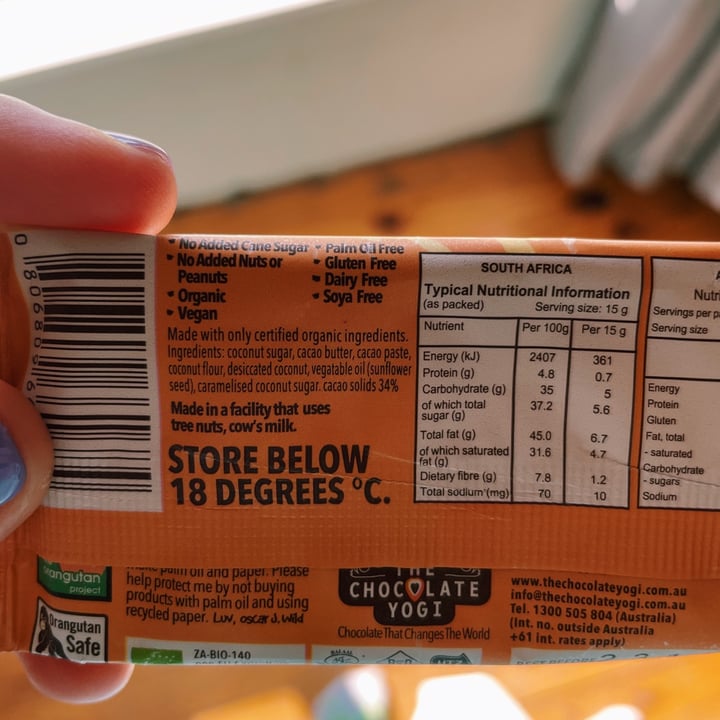 • No Added Cane Sugar
• No Added Nuts or
Peanuts
• Organic
• Vegan
• Palm Oil Free
• Gluten Free
• Dairy Free
• Soya Free
Made with only certified organic ingredients.
Ingredients: coconut sugar, cacao butter, cacao paste,
coconut flour, desiccated coconut, vegatable oil (sunflower
seed), caramelised coconut sugar. cacao solids 34%
Made in a facility that uses
tree nuts, cow's milk.
STORE BELOW
18 DEGREES °C.
SOUTH AFRICA
Typical Nutritional Information
(as packed) Serving size: 15 g
Nutrient Per 100g Per 15 g
Energy (kJ) 2407 361
Protein (g) 4.8 0.7
Carbohydrate (g) 35 5
of which total 37.2 5.6
sugar (g)
Total fat (g) 45.0 6.7
of which saturated 31.6 4.7
fat (g)
Dietary fibre (g) 7.8 1.2
Total sodium (mg) 70 10
Servings per
Serving size
Energy
Protein
Gluten
Fat, total
- saturated
Carbohydrate
- sugars
Sodium
0 806809 6
orangutan
project
Orangutan
Safe
palm oil and paper. Please
help protect me by not buying
products with palm oil and using
recycled paper. Luv, oscar J. wild
THE
CHOCOLATE
YOGI
Chocolate That Changes The World
www.thechocolateyogi.com.au
info@thechocolateyogi.com.au
Tel. 1300 505 804 (Australia)
(Int. no. outside Australia
+61 int. rates apply)
ZA-BIO-140
BEST BEFORE